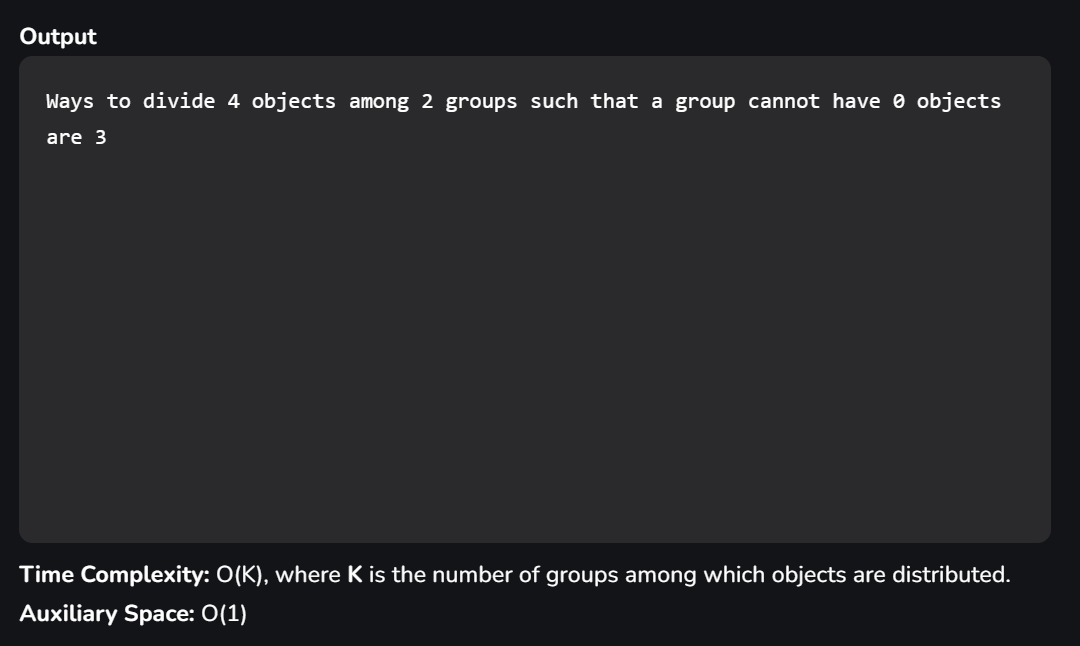 Output
Ways to divide 4 objects among 2 groups such that a group cannot have 0 objects
are 3
Time Complexity: O(K), where K is the number of groups among which objects are distributed.
Auxiliary Space: O(1)